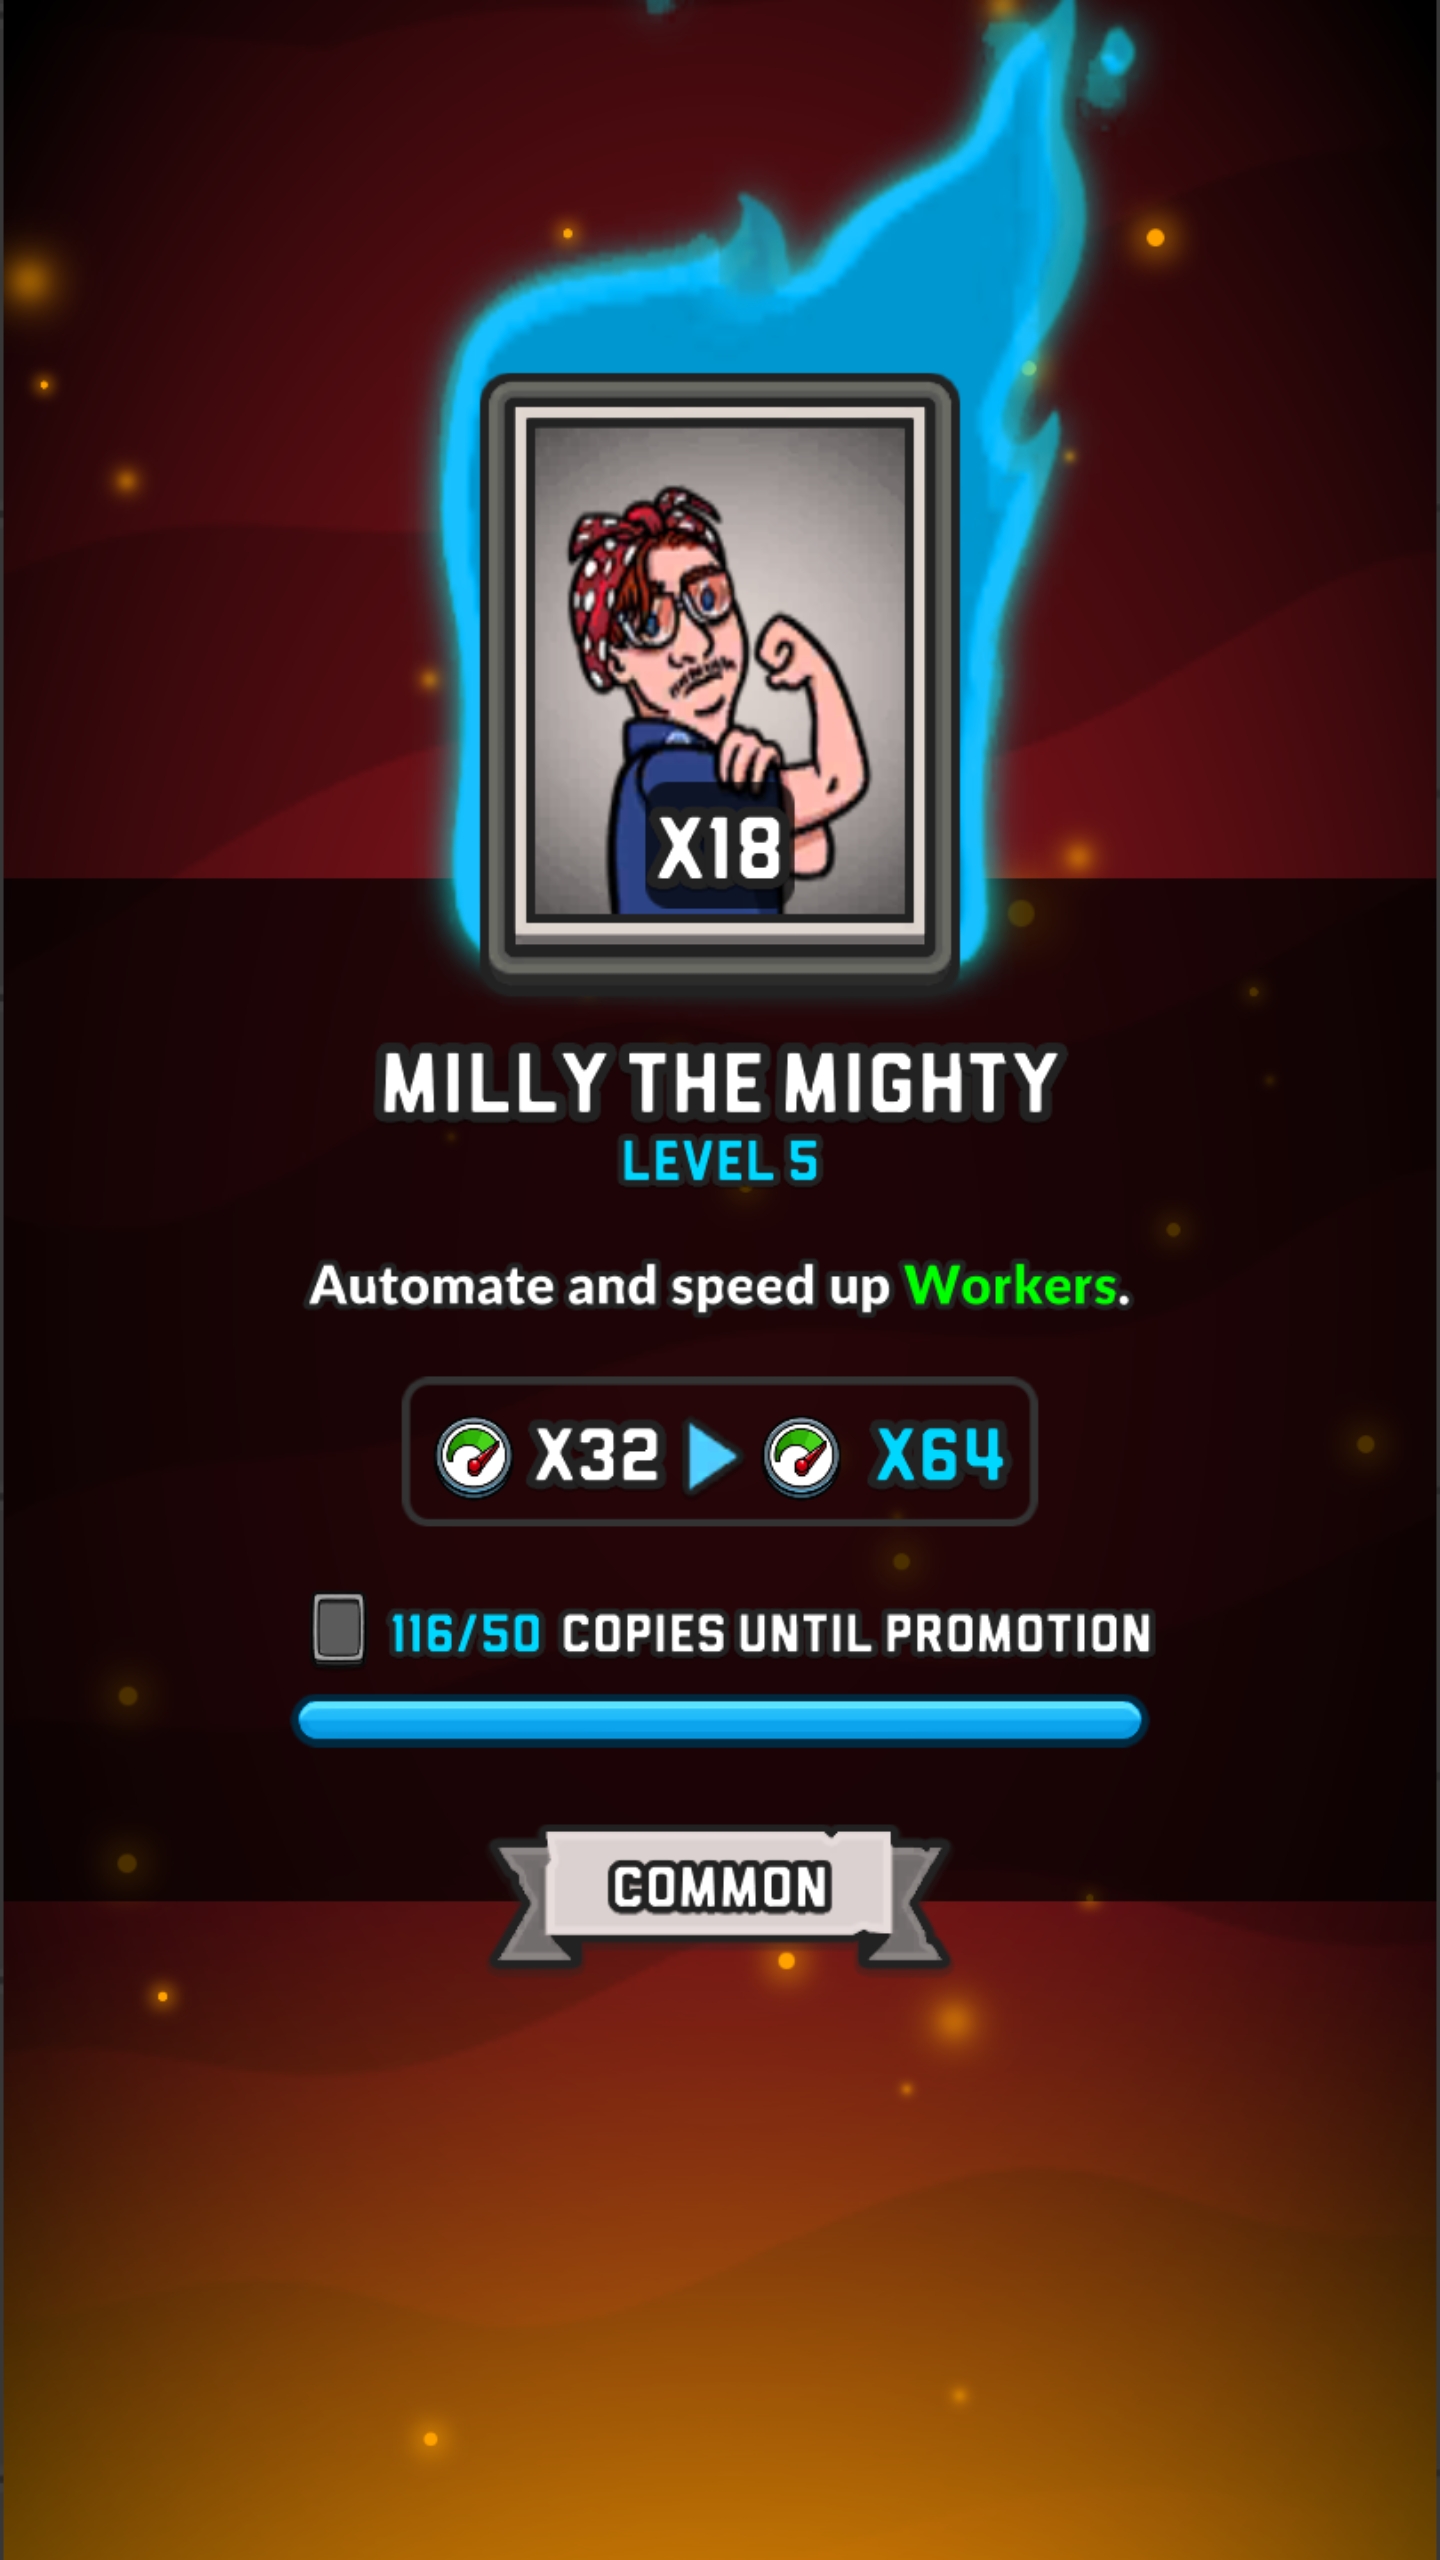 X18
MILLY THE MIGHTY
LEVEL 5
Automate and speed up Workers.
X32 X64
116/50 COPIES UNTIL PROMOTION
COMMON